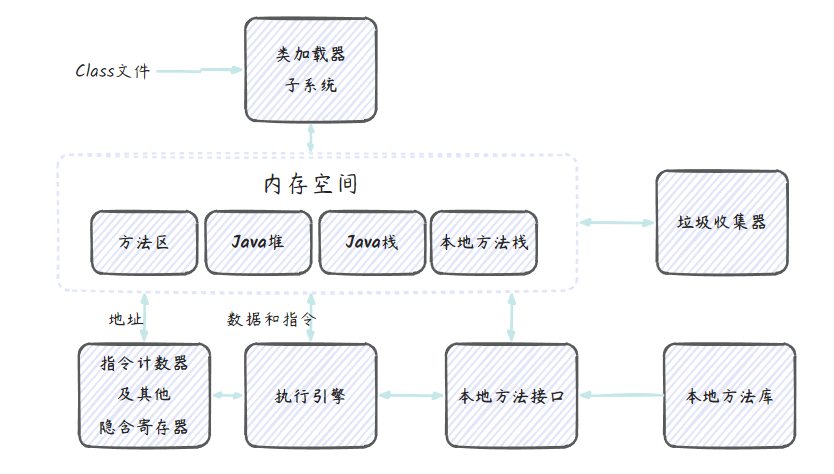 类加载器
子系统
Class文件
内存空间
方法区
Java堆
Java栈
本地方法栈
垃圾收集器
地址
数据和指令
指令计数器
及其他
隐含寄存器
执行引擎
本地方法接口
本地方法库